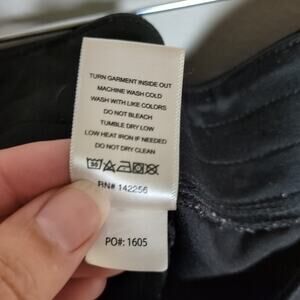 TURN GARMENT INSIDE OUT
MACHINE WASH COLD
WASH WITH LIKE COLORS
DO NOT BLEACH
TUMBLE DRY LOW
LOW HEAT IRON IF NEEDED
DO NOT DRY CLEAN
30
RN# 142256
PO#: 1605